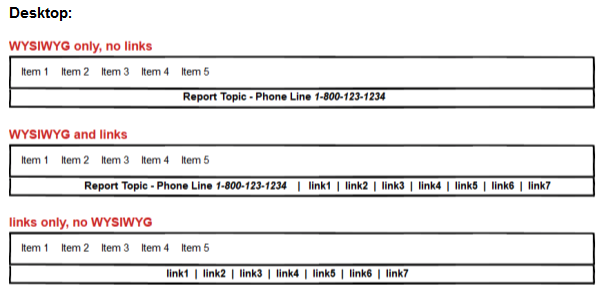 Desktop:
WYSIWYG only, no links
Item 1 Item 2 Item 3 Item 4 Item 5
Report Topic - Phone Line 1-800-123-1234
WYSIWYG and links
Item 1 Item 2 Item 3 Item 4 Item 5
Report Topic - Phone Line 1-800-123-1234 | link1 | link2 | link3 | link4 | link5 | link6 | link7
links only, no WYSIWYG
Item 1 Item 2 Item 3 Item 4 Item 5
link1 | link2 | link3 | link4 | link5 | link6 | link7